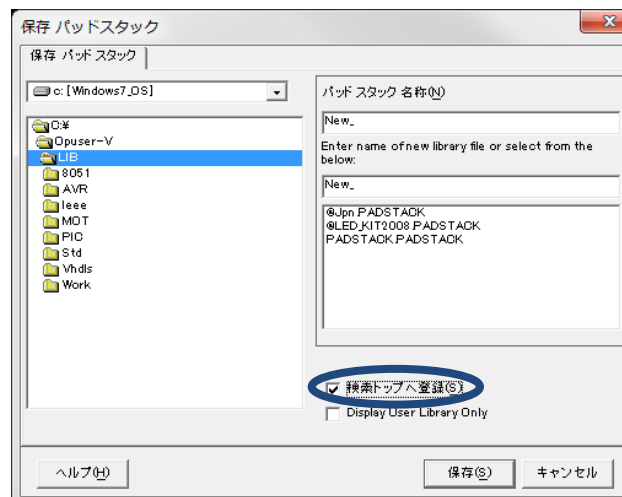 保存 パッドスタック
保存 パッド スタック
c: [Windows7_OS]
C:¥
Opuser-V
LIB
8051
AVR
Ieee
MOT
PIC
Std
Vhdls
Work
パッド スタック 名称(N)
New_
Enter name of new library file or select from the
below:
New_
@Jpn.PADSTACK
@LED_KIT2008.PADSTACK
PADSTACK.PADSTACK
検索トップへ登録(S)
Display User Library Only
ヘルプ(H)
保存(S)
キャンセル